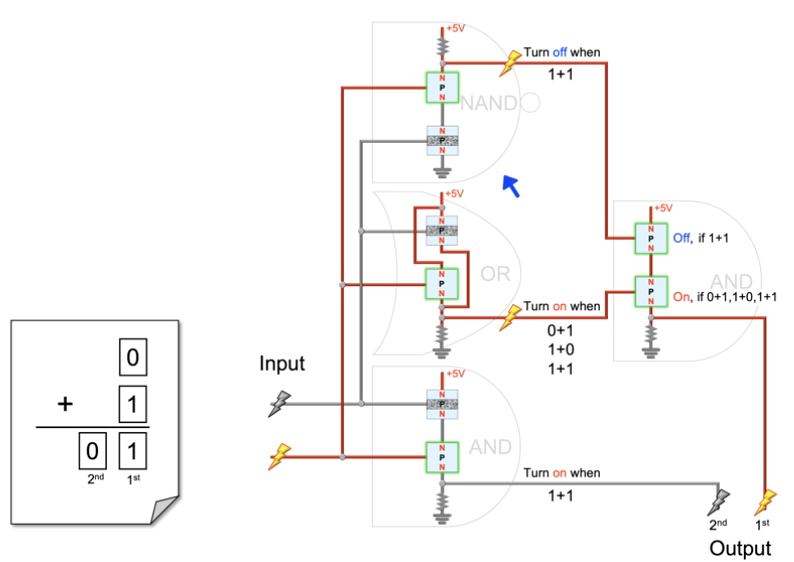 +5V
Turn off when
1+1
N
P
N
NAND
N
P
N
+5V
N
P
N
OR
N
P
N
Turn on when
0+1
1+0
1+1
+5V
N
P
N
Off, if 1+1
AND
N
P
N
On, if 0+1,1+0,1+1
Input
+5V
N
P
N
AND
N
P
N
Turn on when
1+1
2nd
1st
Output
0
+ 1
0 1
2nd 1st